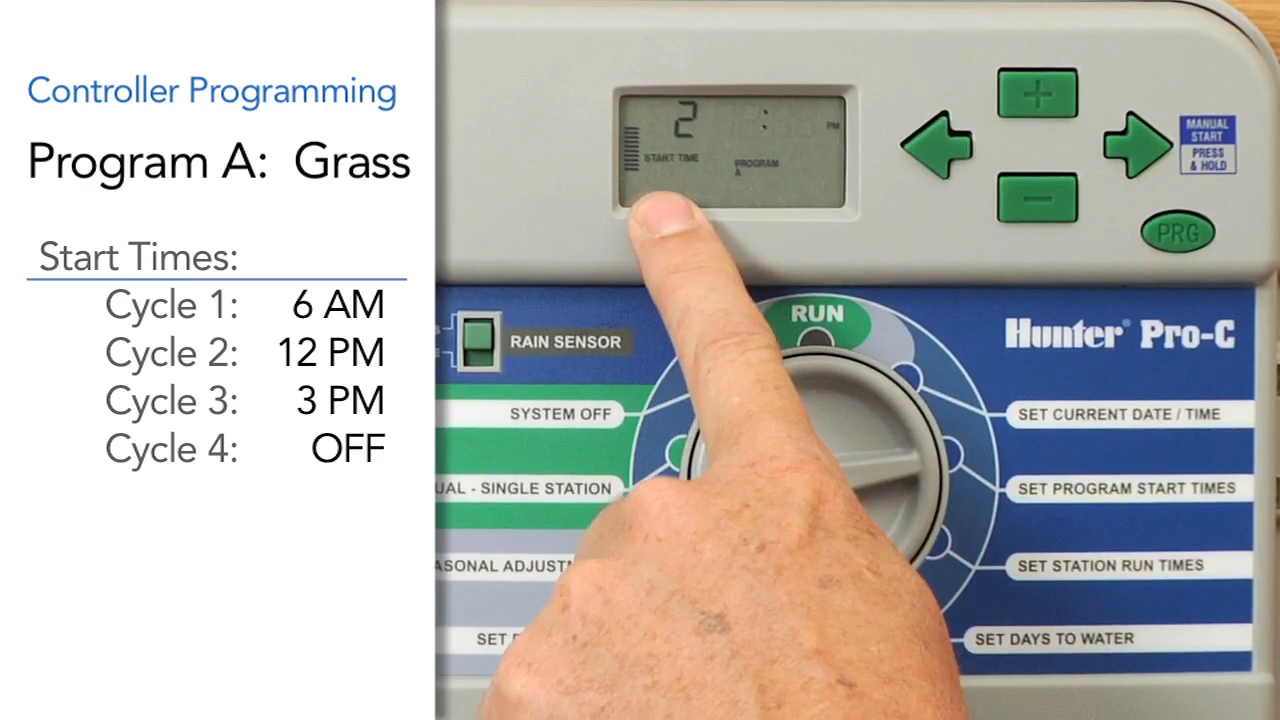 Controller Programming
Program A: Grass
Start Times:
Cycle 1: 6 AM
Cycle 2: 12 PM
Cycle 3: 3 PM
Cycle 4: OFF
2 : PM
START TIME PROGRAM
A
+
-
MANUAL
START
PRESS
& HOLD
PRG
RUN
Hunter® Pro-C
RAIN SENSOR
SYSTEM OFF
SET CURRENT DATE / TIME
UAL - SINGLE STATION
SET PROGRAM START TIMES
ASONAL ADJUSTM
SET STATION RUN TIMES
SET
SET DAYS TO WATER